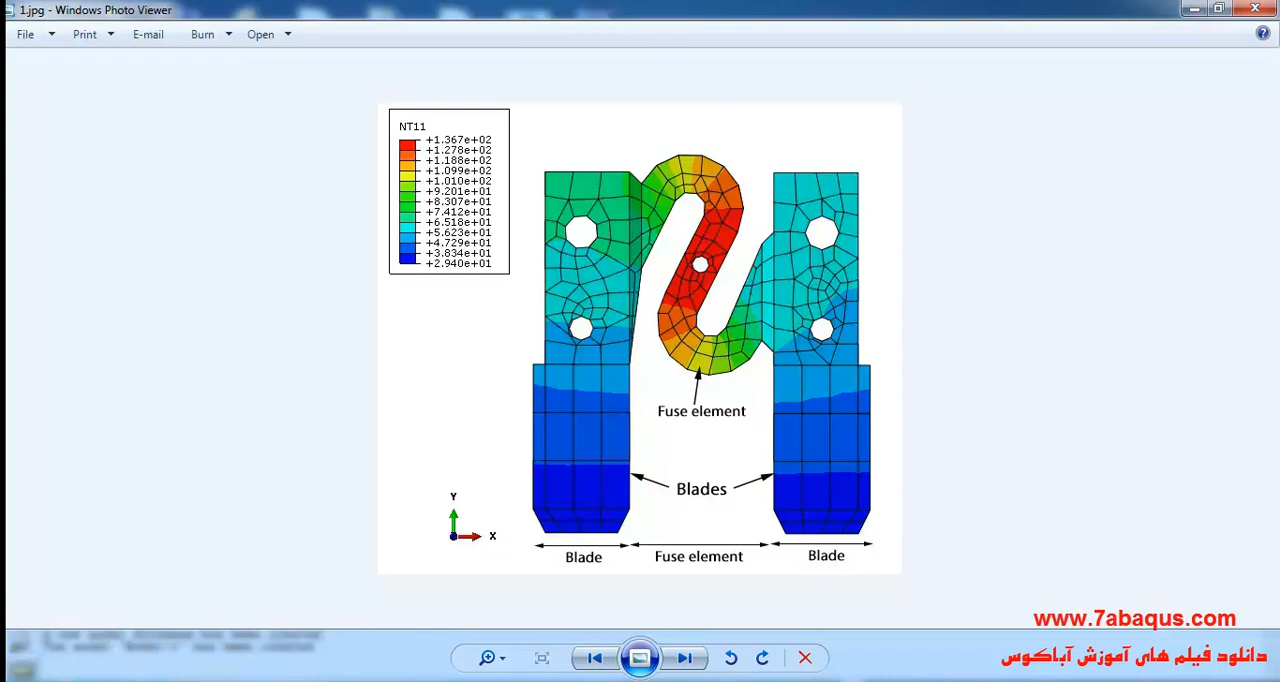 1.jpg - Windows Photo Viewer
File Print E-mail Burn Open
NT11
+1.367e+02
+1.278e+02
+1.188e+02
+1.099e+02
+1.010e+02
+9.201e+01
+8.307e+01
+7.412e+01
+6.518e+01
+5.623e+01
+4.729e+01
+3.834e+01
+2.940e+01
Fuse element
Blades
Y
X
Blade Fuse element Blade
www.7abaqus.com
دانلود فیلم های آموزش آباکوس